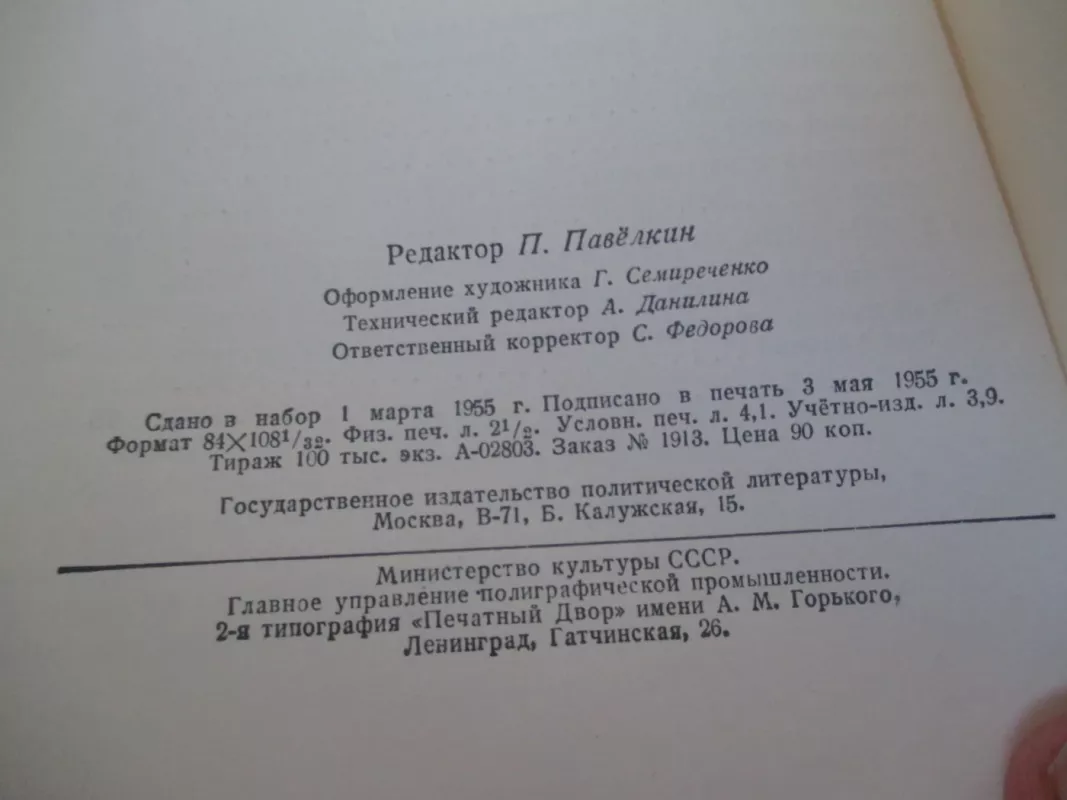 Редактор П. Павёлкин
Оформление художника Г. Семиреченко
Технический редактор А. Данилина
Ответственный корректор С. Федорова
Сдано в набор 1 марта 1955 г. Подписано в печать 3 мая 1955 г.
Формат 84×108¹/₃₂. Физ. печ. л. 2¹/₂. Условн. печ. л. 4,1. Учётно-изд. л. 3,9.
Тираж 100 тыс. экз. А-02803. Заказ № 1913. Цена 90 коп.
Государственное издательство политической литературы,
Москва, В-71, Б. Калужская, 15.
Министерство культуры СССР.
Главное управление полиграфической промышленности.
2-я типография «Печатный Двор» имени А. М. Горького,
Ленинград, Гатчинская, 26.